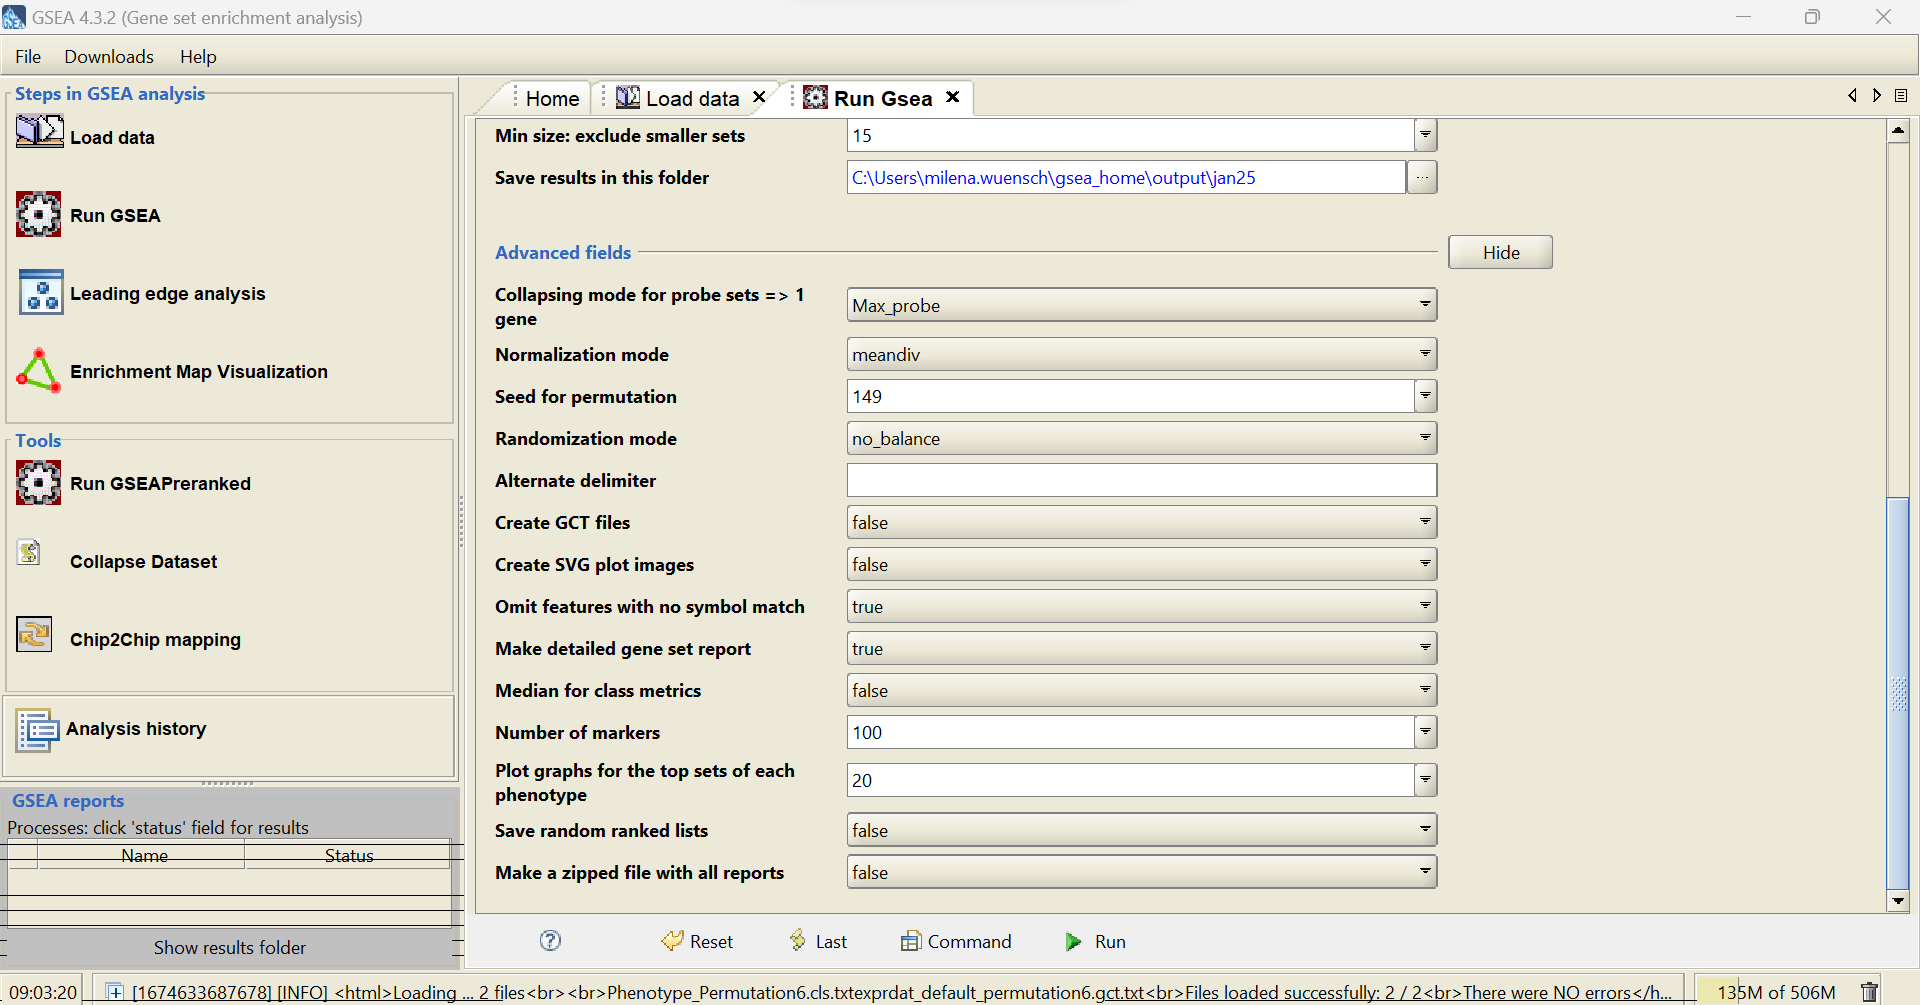 GSEA 4.3.2 (Gene set enrichment analysis)
File Downloads Help
Steps in GSEA analysis
Load data
Run GSEA
Leading edge analysis
Enrichment Map Visualization
Tools
Run GSEAPreranked
Collapse Dataset
Chip2Chip mapping
Analysis history
GSEA reports
Processes: click 'status' field for results
Name Status
Show results folder
Home Load data Run Gsea
Min size: exclude smaller sets 15
Save results in this folder C:\Users\milena.wuensch\gsea_home\output\jan25 ...
Advanced fields Hide
Collapsing mode for probe sets => 1
gene Max_probe
Normalization mode meandiv
Seed for permutation 149
Randomization mode no_balance
Alternate delimiter
Create GCT files false
Create SVG plot images false
Omit features with no symbol match true
Make detailed gene set report true
Median for class metrics false
Number of markers 100
Plot graphs for the top sets of each
phenotype 20
Save random ranked lists false
Make a zipped file with all reports false
? Reset Last Command Run
09:03:20 [1674633687678] [INFO] <html>Loading ... 2 files<br><br>Phenotype_Permutation6.cls.txtexprdat_default_permutation6.gct.txt<br>Files loaded successfully: 2 / 2<br>There were NO errors</h... 135M of 506M